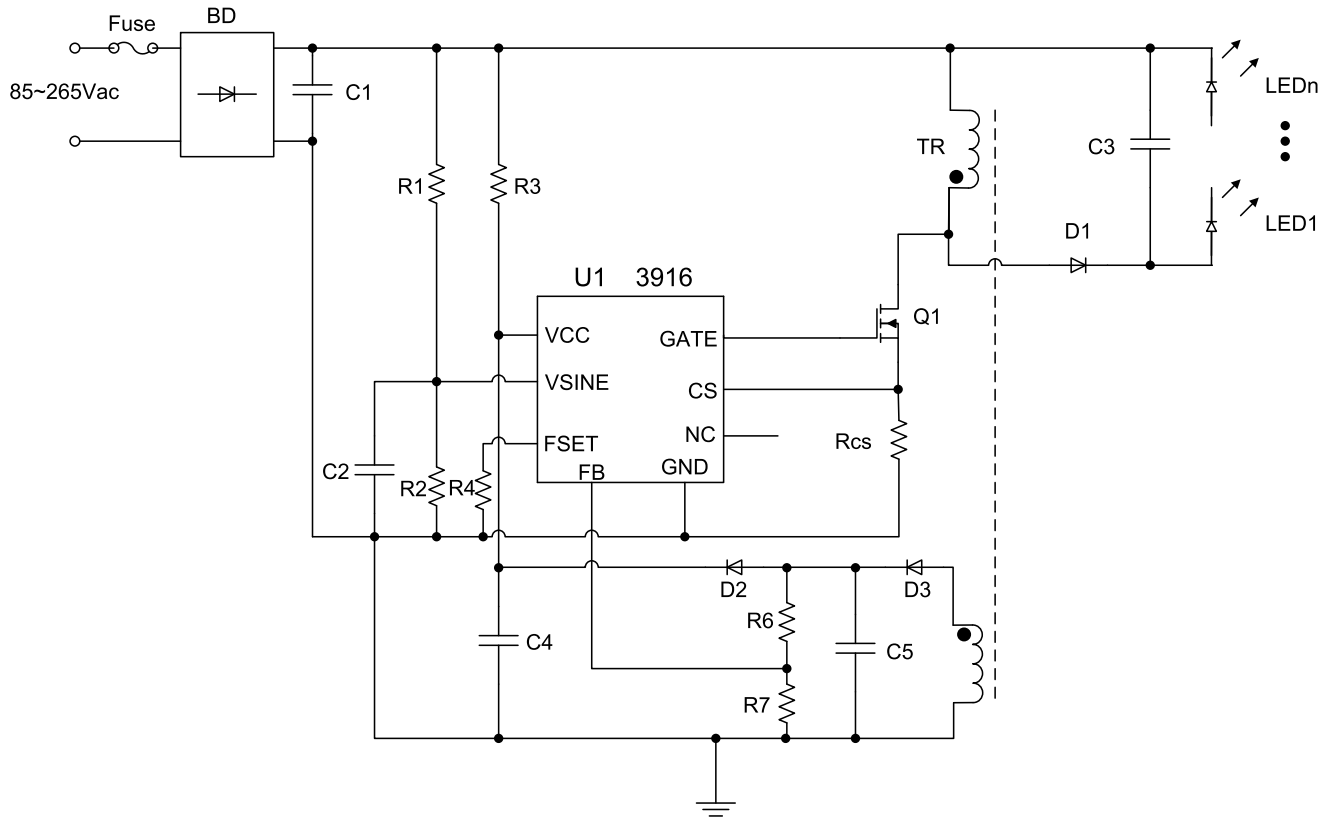 Fuse
BD
85~265Vac
C1
LEDn
R1
R3
TR
C3
LED1
D1
U1 3916
VCC
GATE
Q1
VSINE
CS
FSET
NC
Rcs
C2
R2
R4
FB
GND
D2
D3
R6
C4
C5
R7